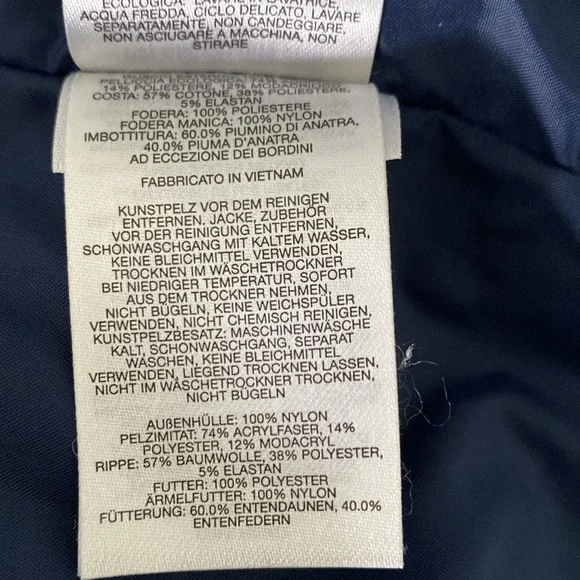 ECOLOGICA: LAVARE IN LAVATRICE,
ACQUA FREDDA, CICLO DELICATO, LAVARE
SEPARATAMENTE, NON CANDEGGIARE,
NON ASCIUGARE A MACCHINA, NON
STIRARE
PELLICCIA ECOLOGICA:
14% POLIESTERE, 12% MODACRILICO
COSTA: 57% COTONE, 38% POLIESTERE,
5% ELASTAN
FODERA: 100% POLIESTERE
FODERA MANICA: 100% NYLON
IMBOTTITURA: 60.0% PIUMINO DI ANATRA,
40.0% PIUMA D'ANATRA
AD ECCEZIONE DEI BORDINI
FABBRICATO IN VIETNAM
KUNSTPELZ VOR DEM REINIGEN
ENTFERNEN. JACKE, ZUBEHÖR
VOR DER REINIGUNG ENTFERNEN,
SCHONWASCHGANG MIT KALTEM WASSER,
KEINE BLEICHMITTEL VERWENDEN,
TROCKNEN IM WÄSCHETROCKNER
BEI NIEDRIGER TEMPERATUR, SOFORT
AUS DEM TROCKNER NEHMEN,
NICHT BÜGELN, KEINE WEICHSPÜLER
VERWENDEN, NICHT CHEMISCH REINIGEN.
KUNSTPELZBESATZ: MASCHINENWÄSCHE
KALT, SCHONWASCHGANG, SEPARAT
WASCHEN, KEINE BLEICHMITTEL
VERWENDEN, LIEGEND TROCKNEN LASSEN,
NICHT IM WÄSCHETROCKNER TROCKNEN,
NICHT BÜGELN
AUßENHÜLLE: 100% NYLON
PELZIMITAT: 74% ACRYLFASER, 14%
POLYESTER, 12% MODACRYL
RIPPE: 57% BAUMWOLLE, 38% POLYESTER,
5% ELASTAN
FUTTER: 100% POLYESTER
ÄRMELFUTTER: 100% NYLON
FÜTTERUNG: 60.0% ENTENDAUNEN, 40.0%
ENTENFEDERN